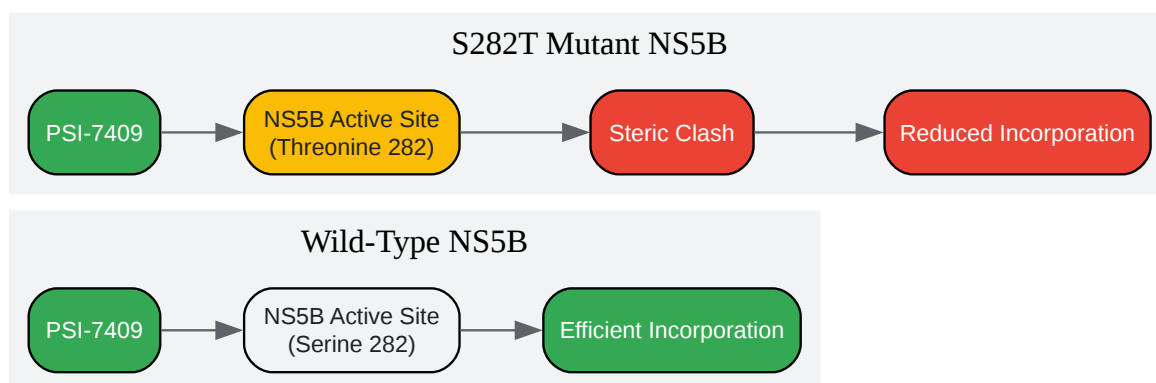 S282T Mutant NS5B
PSI-7409
NS5B Active Site
(Threonine 282)
Steric Clash
Reduced Incorporation
Wild-Type NS5B
PSI-7409
NS5B Active Site
(Serine 282)
Efficient Incorporation